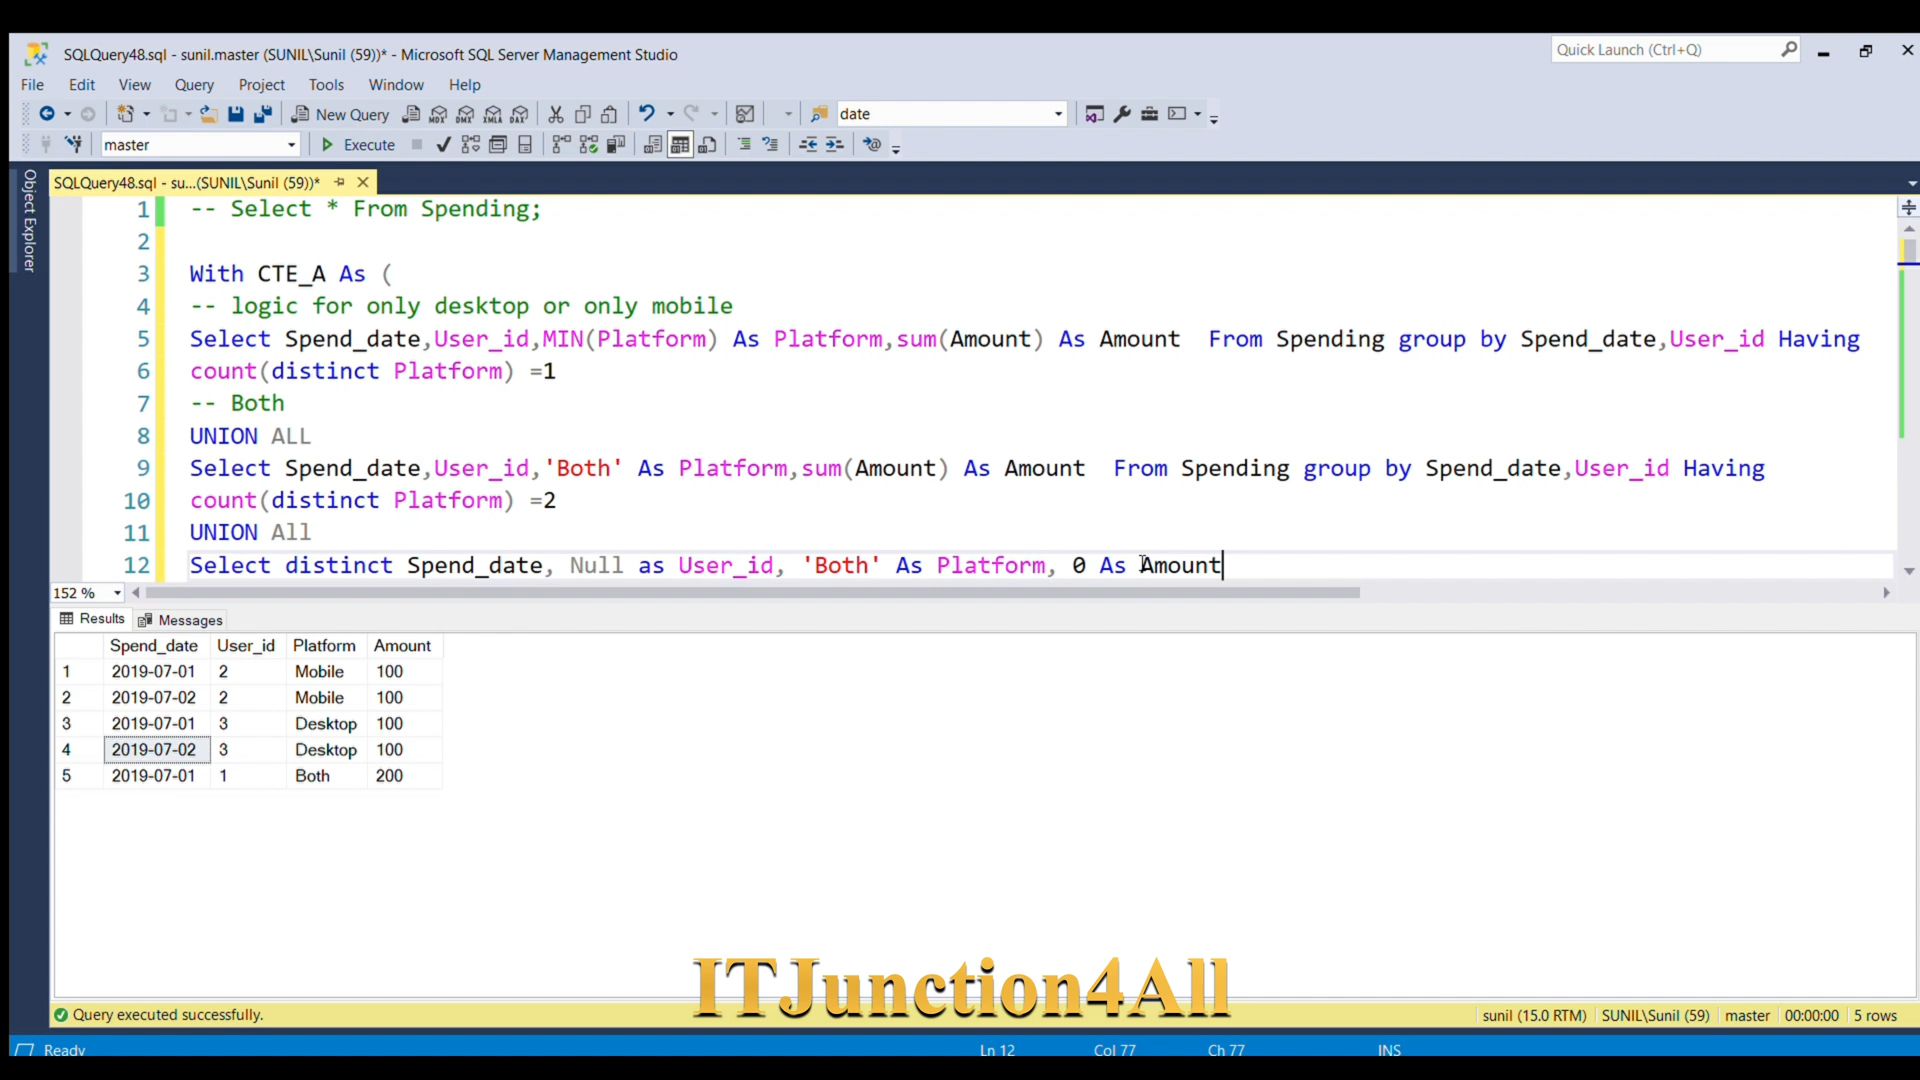 SQLQuery48.sql - sunil.master (SUNIL\Sunil (59))* - Microsoft SQL Server Management Studio
Quick Launch (Ctrl+Q)
File Edit View Query Project Tools Window Help
New Query MDX DMX XMLA DAX date
master Execute
Object Explorer
SQLQuery48.sql - su...(SUNIL\Sunil (59))*
1 -- Select * From Spending;
2
3 With CTE_A As (
4 -- logic for only desktop or only mobile
5 Select Spend_date,User_id,MIN(Platform) As Platform,sum(Amount) As Amount From Spending group by Spend_date,User_id Having
6 count(distinct Platform) =1
7 -- Both
8 UNION ALL
9 Select Spend_date,User_id,'Both' As Platform,sum(Amount) As Amount From Spending group by Spend_date,User_id Having
10 count(distinct Platform) =2
11 UNION All
12 Select distinct Spend_date, Null as User_id, 'Both' As Platform, 0 As Amount
152 %
Results Messages
Spend_date User_id Platform Amount
1 2019-07-01 2 Mobile 100
2 2019-07-02 2 Mobile 100
3 2019-07-01 3 Desktop 100
4 2019-07-02 3 Desktop 100
5 2019-07-01 1 Both 200
ITJunction4All
Query executed successfully. sunil (15.0 RTM) SUNIL\Sunil (59) master 00:00:00 5 rows
Ready Ln 12 Col 77 Ch 77 INS